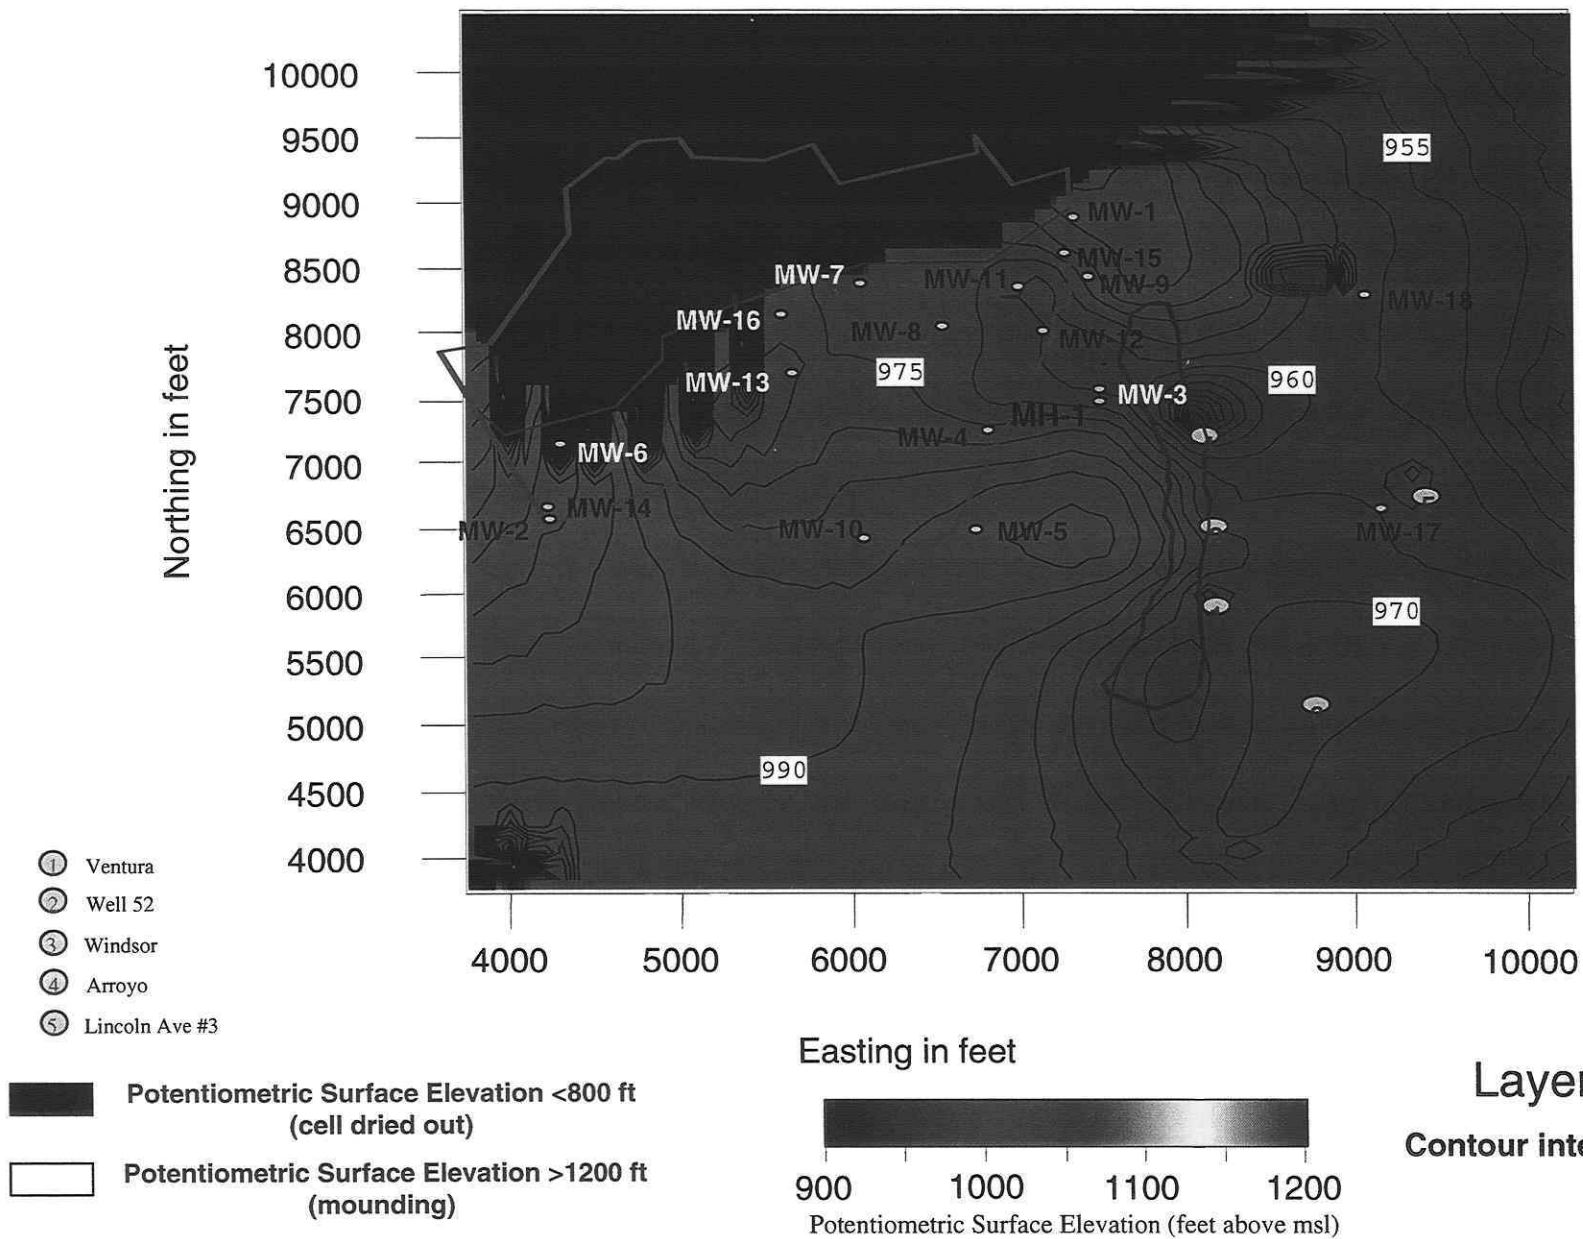 10000
9500
9000
8500
8000
7500
7000
6500
6000
5500
5000
4500
4000
Northing in feet
955
MW-1
MW-15
MW-7
MW-11
MW-9
MW-18
MW-16
MW-8
MW-12
975
960
MW-13
MW-3
MH-1
MW-4
MW-6
MW-14
MW-2
MW-10
MW-5
MW-17
970
990
4000 5000 6000 7000 8000 9000 10000
Easting in feet
1 Ventura
2 Well 52
3 Windsor
4 Arroyo
5 Lincoln Ave #3
Potentiometric Surface Elevation <800 ft
(cell dried out)
Potentiometric Surface Elevation >1200 ft
(mounding)
900 1000 1100 1200
Potentiometric Surface Elevation (feet above msl)
Layer
Contour inte